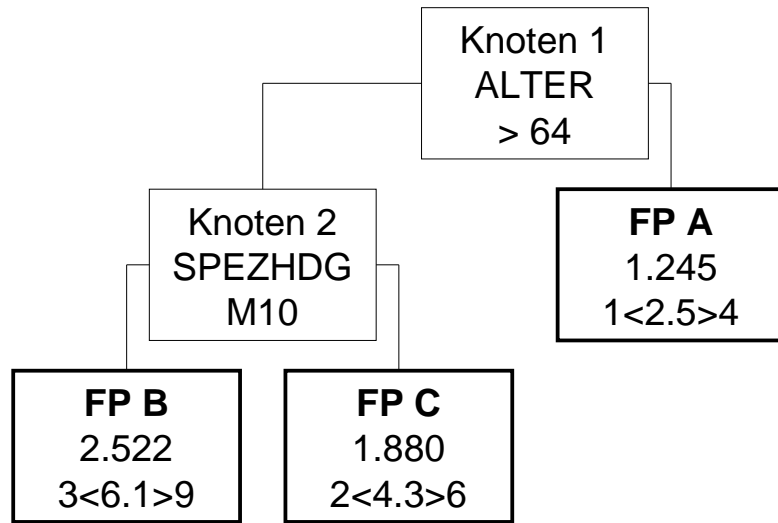 Knoten 1
ALTER
> 64
Knoten 2
SPEZHDG
M10
FP A
1.245
1<2.5>4
FP B
2.522
3<6.1>9
FP C
1.880
2<4.3>6